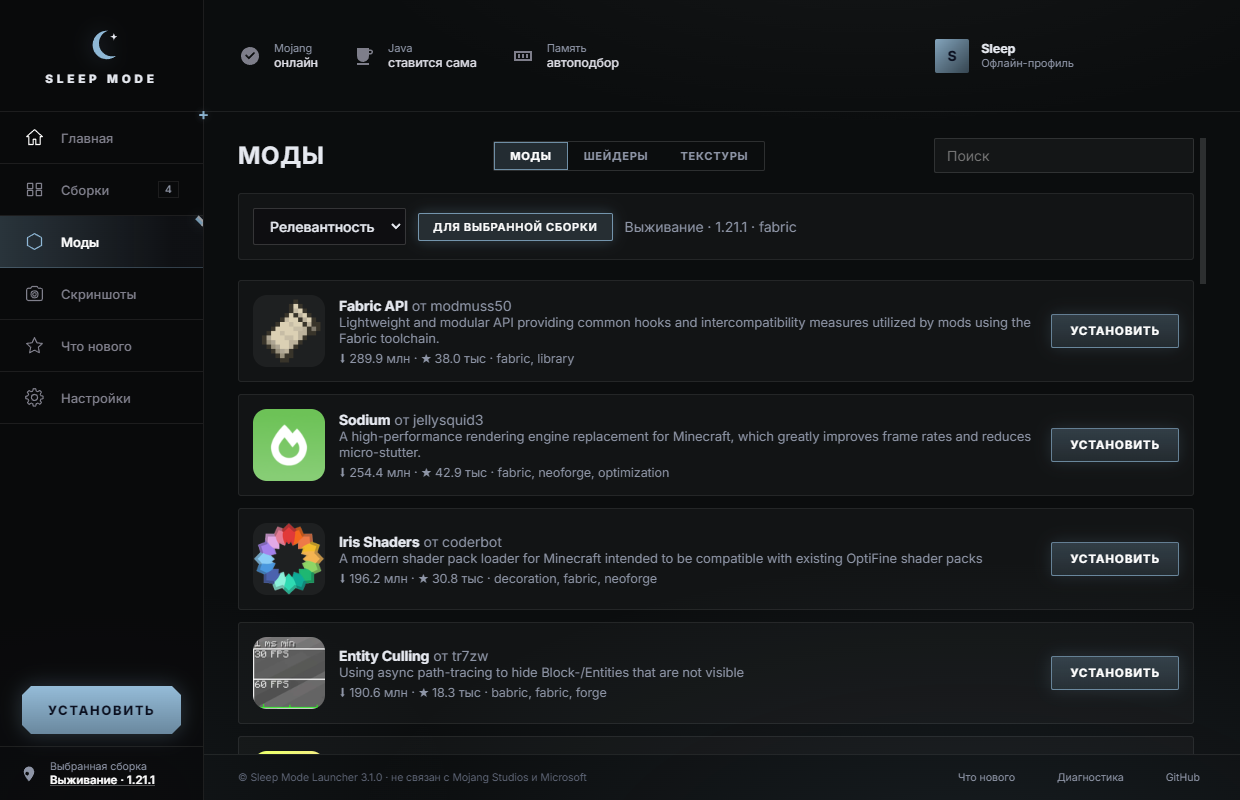 SLEEP MODE
Mojang
онлайн
Java
ставится сама
Память
автоподбор
S
Sleep
Офлайн-профиль
Главная
Сборки 4
Моды
Скриншоты
Что нового
Настройки
УСТАНОВИТЬ
Выбранная сборка
Выживание · 1.21.1
МОДЫ
МОДЫ ШЕЙДЕРЫ ТЕКСТУРЫ
Поиск
Релевантность ДЛЯ ВЫБРАННОЙ СБОРКИ Выживание · 1.21.1 · fabric
Fabric API от modmuss50
Lightweight and modular API providing common hooks and intercompatibility measures utilized by mods using the
Fabric toolchain.
⬇ 289.9 млн · ★ 38.0 тыс · fabric, library
УСТАНОВИТЬ
Sodium от jellysquid3
A high-performance rendering engine replacement for Minecraft, which greatly improves frame rates and reduces
micro-stutter.
⬇ 254.4 млн · ★ 42.9 тыс · fabric, neoforge, optimization
УСТАНОВИТЬ
Iris Shaders от coderbot
A modern shader pack loader for Minecraft intended to be compatible with existing OptiFine shader packs
⬇ 196.2 млн · ★ 30.8 тыс · decoration, fabric, neoforge
УСТАНОВИТЬ
1 ms min
30 FPS
60 FPS
Entity Culling от tr7zw
Using async path-tracing to hide Block-/Entities that are not visible
⬇ 190.6 млн · ★ 18.3 тыс · babric, fabric, forge
УСТАНОВИТЬ
© Sleep Mode Launcher 3.1.0 · не связан с Mojang Studios и Microsoft
Что нового Диагностика GitHub